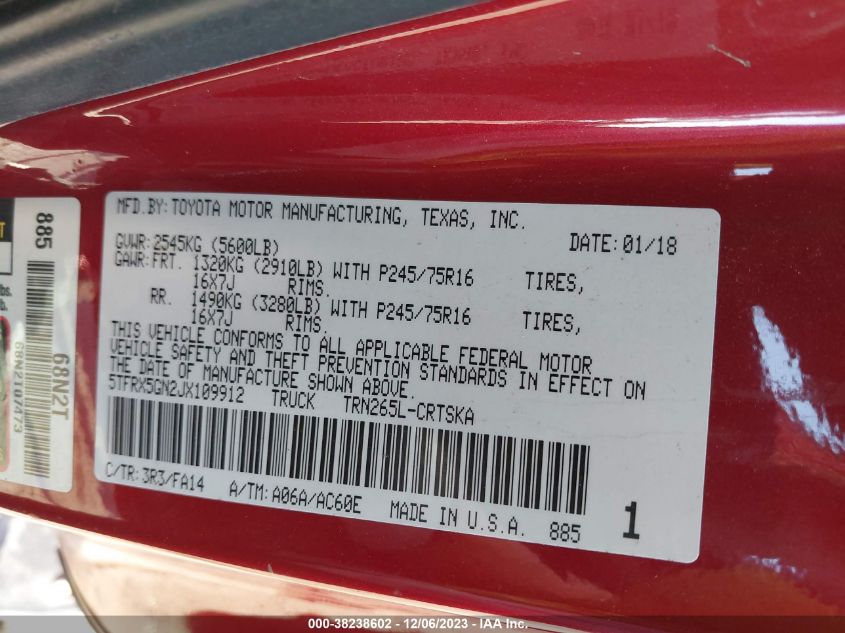 MFD.BY:TOYOTA MOTOR MANUFACTURING, TEXAS, INC.
GVWR:2545KG (5600LB) DATE:01/18
GAWR:FRT. 1320KG (2910LB) WITH P245/75R16 TIRES,
16X7J RIMS.
RR. 1490KG (3280LB) WITH P245/75R16 TIRES,
16X7J RIMS.
THIS VEHICLE CONFORMS TO ALL APPLICABLE FEDERAL MOTOR
VEHICLE SAFETY AND THEFT PREVENTION STANDARDS IN EFFECT ON
THE DATE OF MANUFACTURE SHOWN ABOVE.
5TFRX5GN2JX109912 TRUCK TRN265L-CRTSKA
C/TR:3R3/FA14 A/TM:A06A/AC60E MADE IN U.S.A. 885 1
885
68N2T
68N2107473
lbs.
lb.
000-38238602 - 12/06/2023 - IAA Inc.